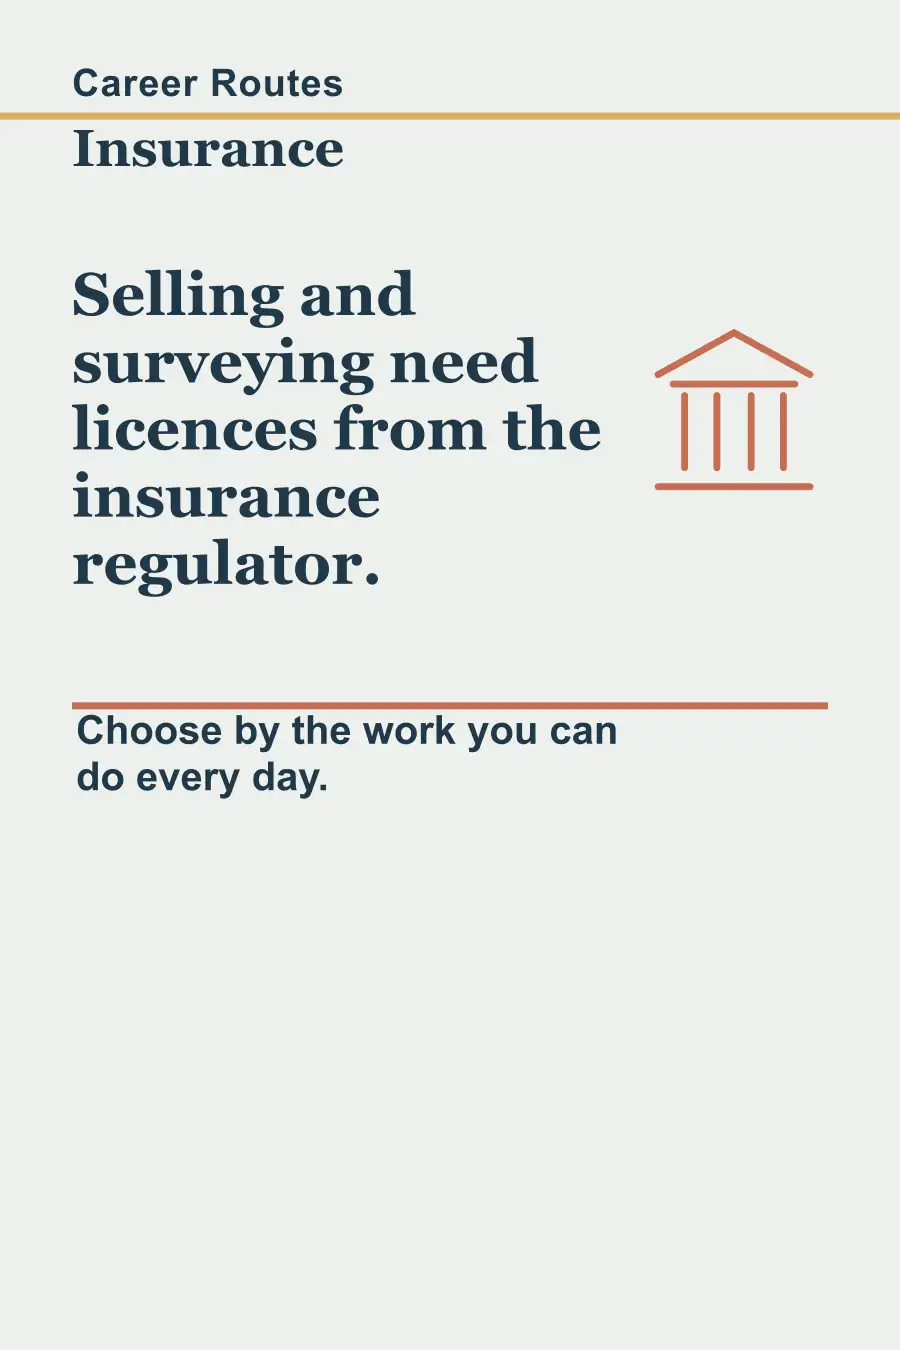 Career Routes
Insurance
Selling and
surveying need
licences from the
insurance
regulator.
Choose by the work you can
do every day.